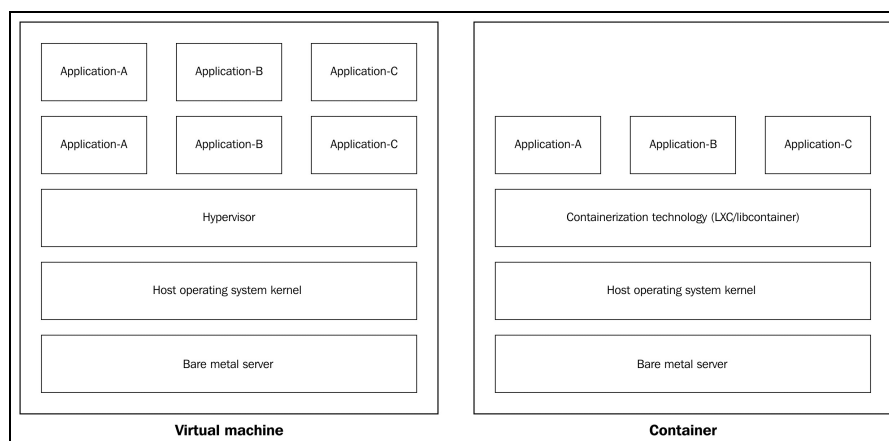 Application-A
Application-B
Application-C
Application-A
Application-B
Application-C
Hypervisor
Host operating system kernel
Bare metal server
Virtual machine
Application-A
Application-B
Application-C
Containerization technology (LXC/libcontainer)
Host operating system kernel
Bare metal server
Container